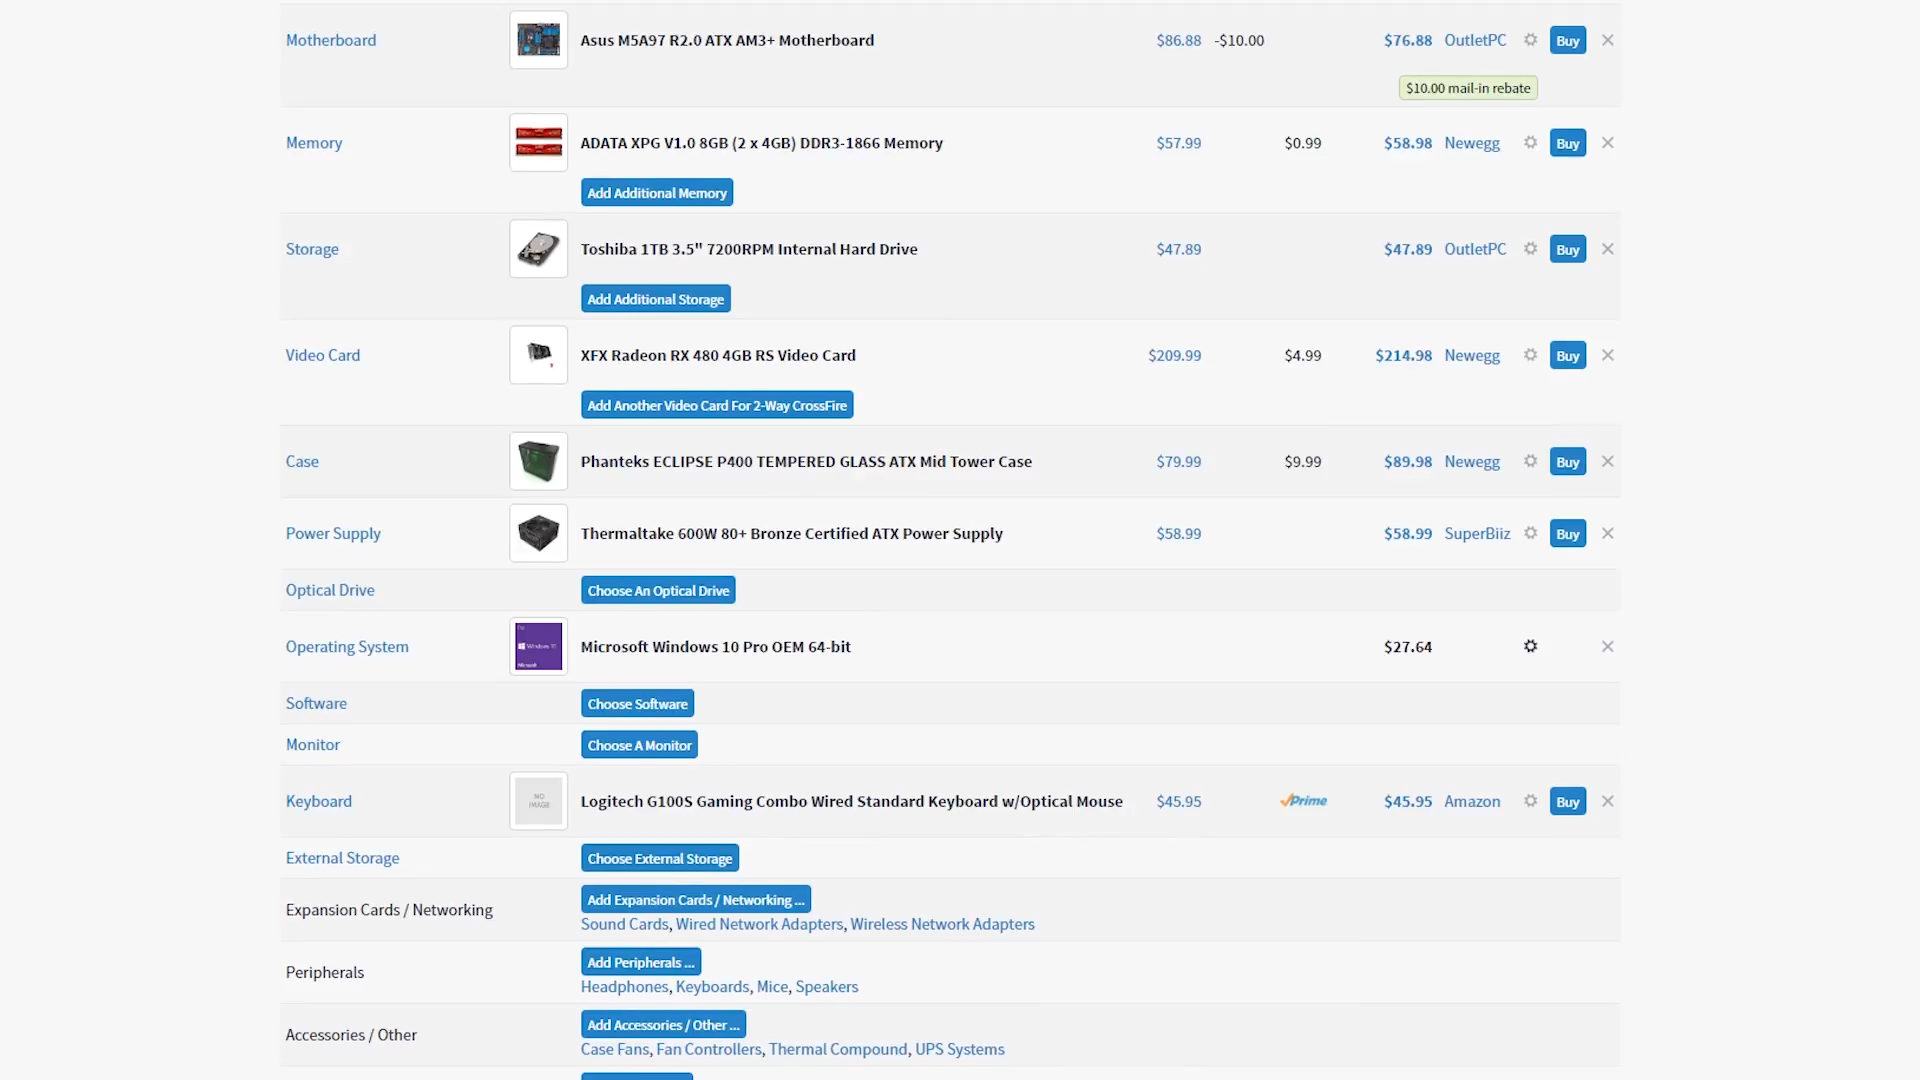 Motherboard Asus M5A97 R2.0 ATX AM3+ Motherboard $86.88 -$10.00 $76.88 OutletPC Buy
$10.00 mail-in rebate
Memory ADATA XPG V1.0 8GB (2 x 4GB) DDR3-1866 Memory $57.99 $0.99 $58.98 Newegg Buy
Add Additional Memory
Storage Toshiba 1TB 3.5" 7200RPM Internal Hard Drive $47.89 $47.89 OutletPC Buy
Add Additional Storage
Video Card XFX Radeon RX 480 4GB RS Video Card $209.99 $4.99 $214.98 Newegg Buy
Add Another Video Card For 2-Way CrossFire
Case Phanteks ECLIPSE P400 TEMPERED GLASS ATX Mid Tower Case $79.99 $9.99 $89.98 Newegg Buy
Power Supply Thermaltake 600W 80+ Bronze Certified ATX Power Supply $58.99 $58.99 SuperBiiz Buy
Optical Drive Choose An Optical Drive
Operating System Microsoft Windows 10 Pro OEM 64-bit $27.64
Software Choose Software
Monitor Choose A Monitor
Keyboard NO IMAGE Logitech G100S Gaming Combo Wired Standard Keyboard w/Optical Mouse $45.95 Prime $45.95 Amazon Buy
External Storage Choose External Storage
Expansion Cards / Networking Add Expansion Cards / Networking ...
Sound Cards, Wired Network Adapters, Wireless Network Adapters
Peripherals Add Peripherals ...
Headphones, Keyboards, Mice, Speakers
Accessories / Other Add Accessories / Other ...
Case Fans, Fan Controllers, Thermal Compound, UPS Systems